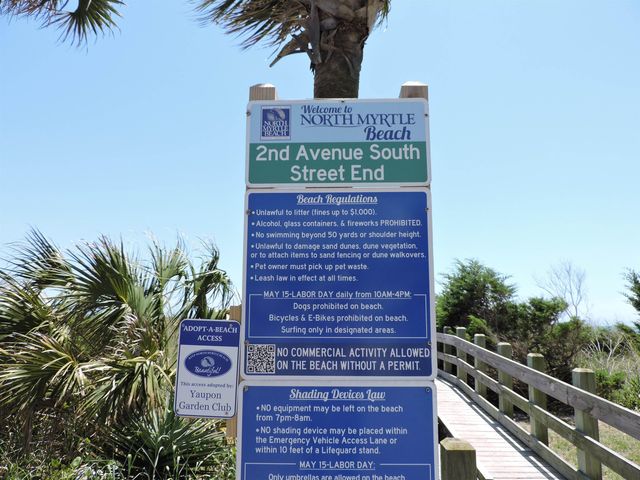 Welcome to
NORTH MYRTLE
Beach
NORTH
MYRTLE
BEACH
2nd Avenue South
Street End
Beach Regulations
• Unlawful to litter (fines up to $1,000).
• Alcohol, glass containers, & fireworks PROHIBITED.
• No swimming beyond 50 yards or shoulder height.
• Unlawful to damage sand dunes, dune vegetation,
or to attach items to sand fencing or dune walkovers.
• Pet owner must pick up pet waste.
• Leash law in effect at all times.
MAY 15-LABOR DAY daily from 10AM-4PM:
Dogs prohibited on beach.
Bicycles & E-Bikes prohibited on beach.
Surfing only in designated areas.
NO COMMERCIAL ACTIVITY ALLOWED
ON THE BEACH WITHOUT A PERMIT.
Shading Devices Law
• NO equipment may be left on the beach
from 7pm-8am.
• NO shading device may be placed within
the Emergency Vehicle Access Lane or
within 10 feet of a Lifeguard stand.
MAY 15-LABOR DAY:
Only umbrellas are allowed on the beach
ADOPT-A-BEACH
ACCESS
Beautiful!
This access adopted by:
Yaupon
Garden Club